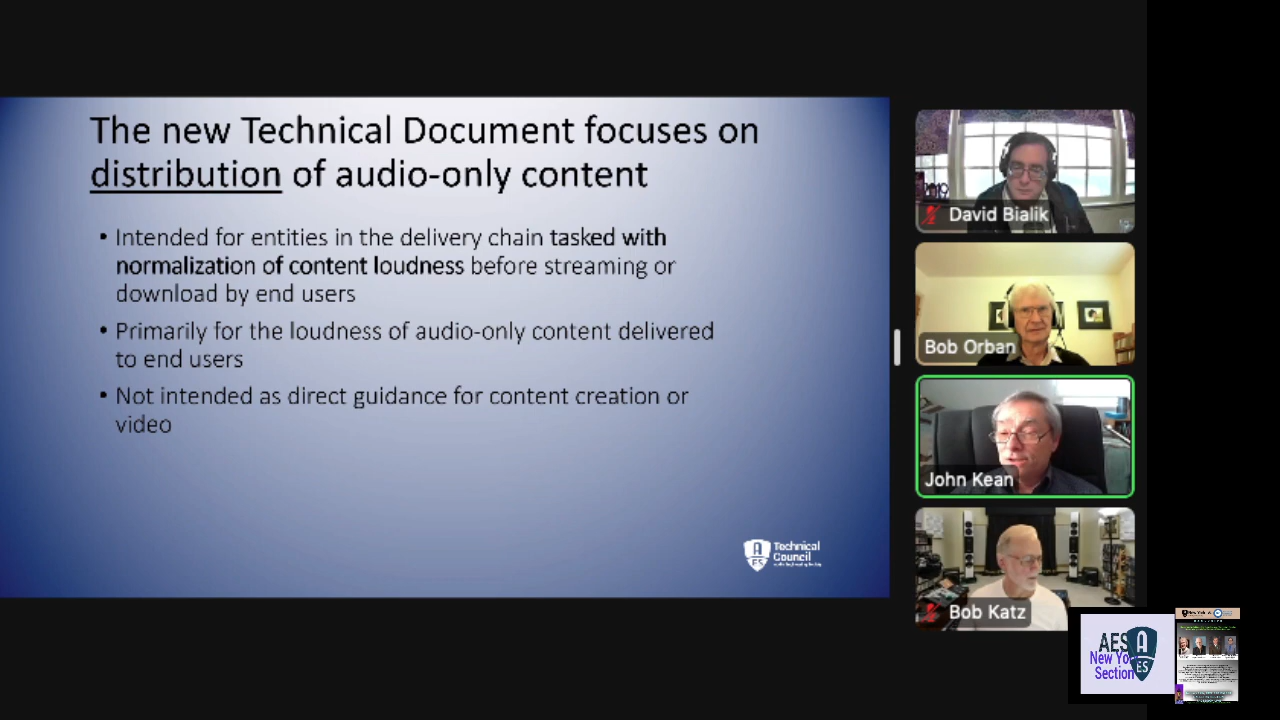 The new Technical Document focuses on
distribution of audio-only content
• Intended for entities in the delivery chain tasked with
normalization of content loudness before streaming or
download by end users
• Primarily for the loudness of audio-only content delivered
to end users
• Not intended as direct guidance for content creation or
video
A
ES
Technical
Council
David Bialik
Bob Orban
John Kean
Bob Katz
AES
New Yo
Section
A
ES